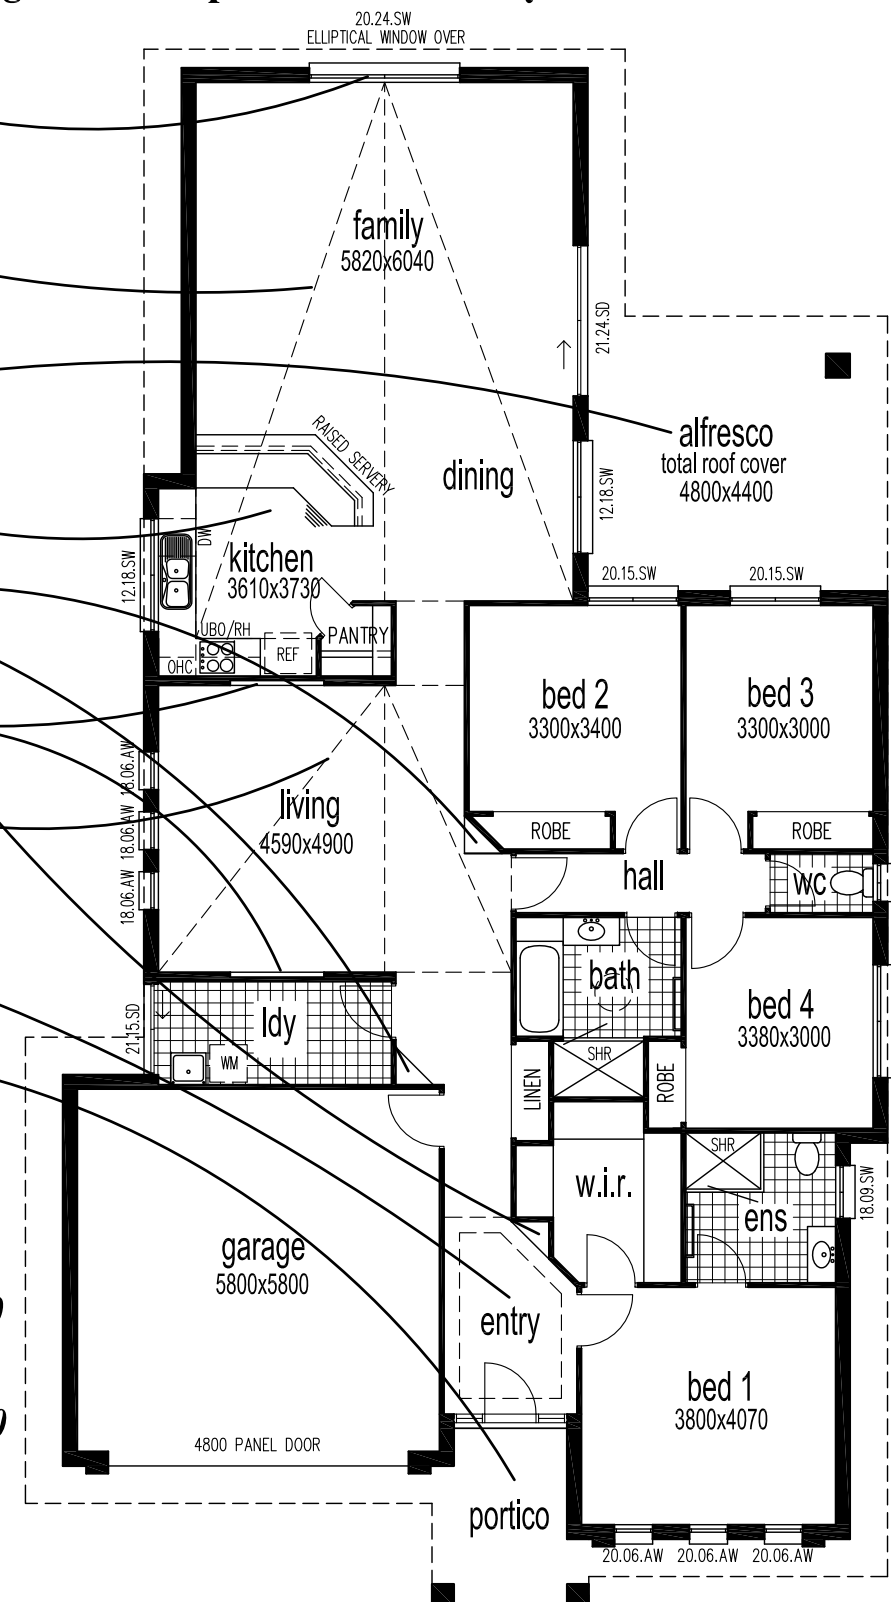 20.24.SW
ELLIPTICAL WINDOW OVER
family
5820x6040
21.24.SD
RAISED SERVERY
dining
alfresco
total roof cover
4800x4400
12.18.SW
12.18.SW
DW
kitchen
3610x3730
20.15.SW
20.15.SW
UBO/RH
OHC
REF
PANTRY
bed 2
3300x3400
bed 3
3300x3000
18.06.AW
18.06.AW
18.06.AW
living
4590x4900
ROBE
ROBE
hall
wc
bath
ldy
21.15.SD
WM
bed 4
3380x3000
SHR
LINEN
ROBE
SHR
w.i.r.
ens
18.09.SW
garage
5800x5800
entry
bed 1
3800x4070
4800 PANEL DOOR
portico
20.06.AW
20.06.AW
20.06.AW